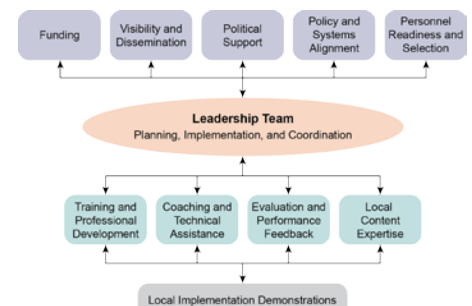 Funding
Visibility and
Dissemination
Political
Support
Policy and
Systems
Alignment
Personnel
Readiness and
Selection
Leadership Team
Planning, Implementation, and Coordination
Training and
Professional
Development
Coaching and
Technical
Assistance
Evaluation and
Performance
Feedback
Local
Content
Expertise
Local Implementation Demonstrations